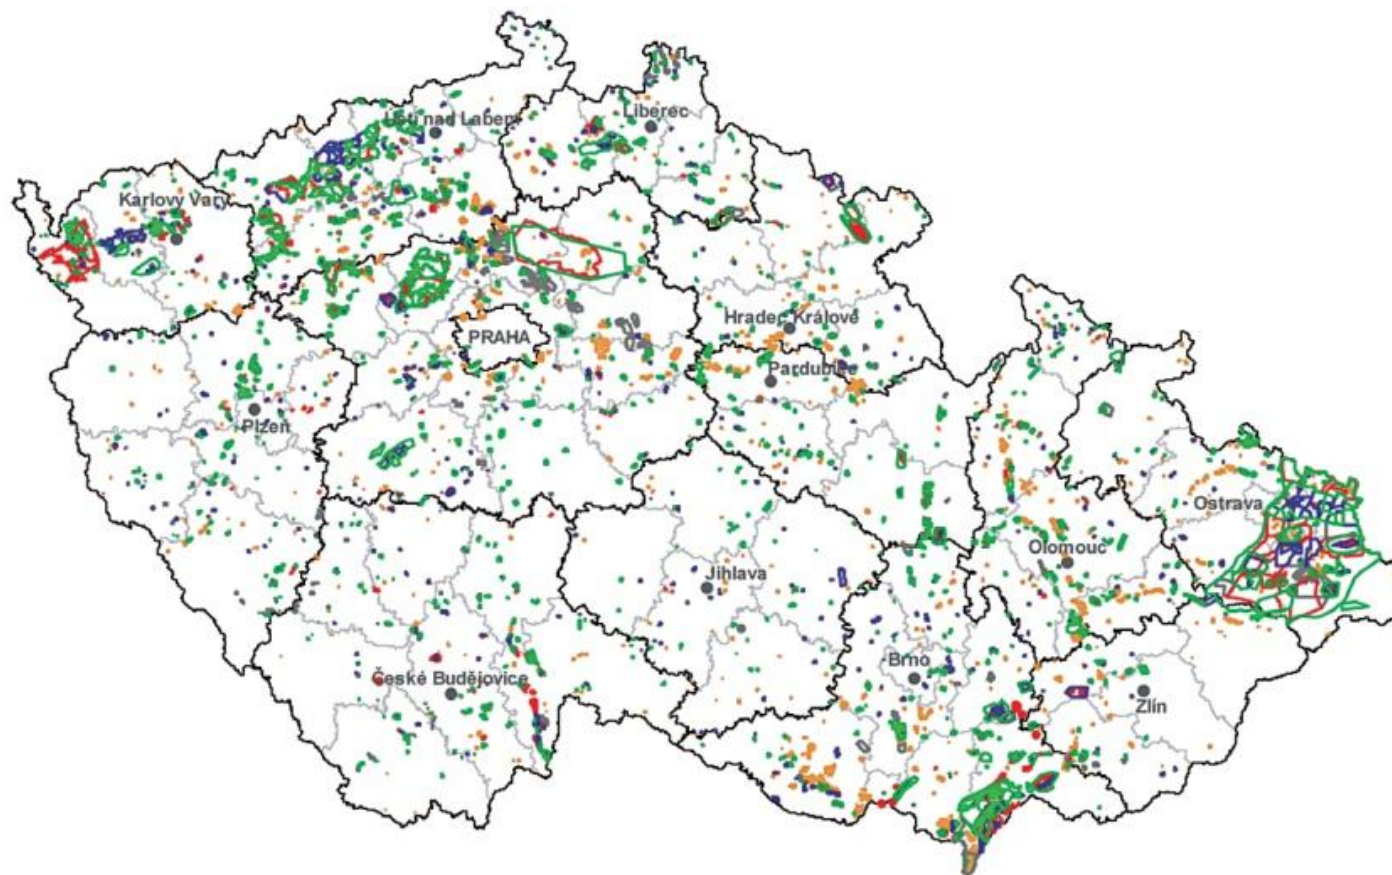 Liberec
Ústí nad Labem
Karlovy Vary
Hradec Králové
PRAHA
Pardubice
Plzeň
Ostrava
Olomouc
Jihlava
Brno
České Budějovice
Zlín